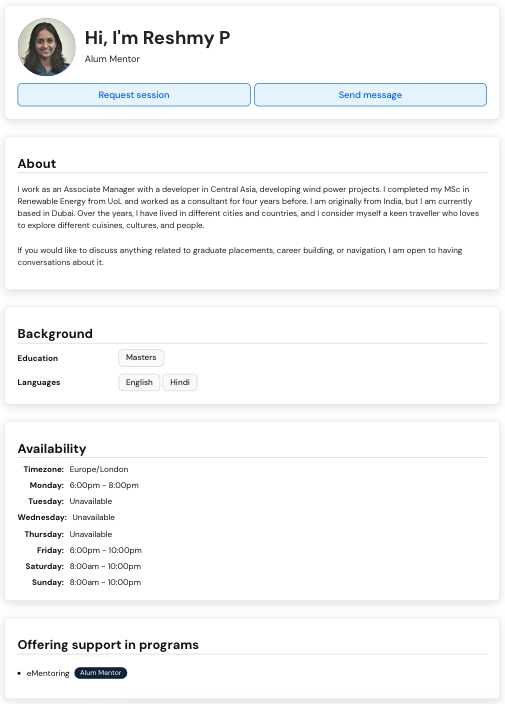 Hi, I'm Reshmy P
Alum Mentor
Request session
Send message
About
I work as an Associate Manager with a developer in Central Asia, developing wind power projects. I completed my MSc in
Renewable Energy from UoL and worked as a consultant for four years before. I am originally from India, but I am currently
based in Dubai. Over the years, I have lived in different cities and countries, and I consider myself a keen traveller who loves
to explore different cuisines, cultures, and people.
If you would like to discuss anything related to graduate placements, career building, or navigation, I am open to having
conversations about it.
Background
Education Masters
Languages English Hindi
Availability
Timezone: Europe/London
Monday: 6:00pm - 8:00pm
Tuesday: Unavailable
Wednesday: Unavailable
Thursday: Unavailable
Friday: 6:00pm - 10:00pm
Saturday: 8:00am - 10:00pm
Sunday: 8:00am - 10:00pm
Offering support in programs
• eMentoring Alum Mentor